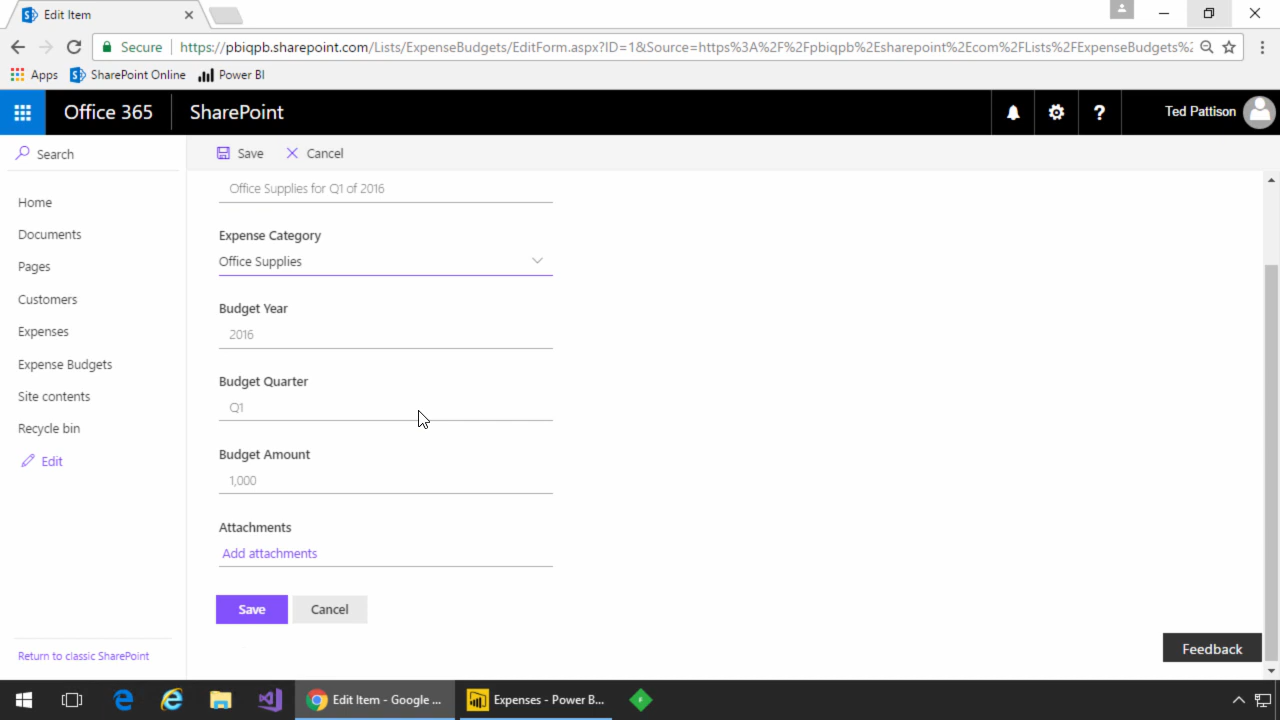 Edit Item
Secure https://pbiqpb.sharepoint.com/Lists/ExpenseBudgets/EditForm.aspx?ID=1&Source=https%3A%2F%2Fpbiqpb%2Esharepoint%2Ecom%2FLists%2FExpenseBudgets%2
Apps SharePoint Online Power BI
Office 365 SharePoint ? Ted Pattison
Search
Save Cancel
Office Supplies for Q1 of 2016
Home
Expense Category
Documents
Office Supplies
Pages
Customers
Budget Year
Expenses
2016
Expense Budgets
Budget Quarter
Site contents
Q1
Recycle bin
Budget Amount
Edit
1,000
Attachments
Add attachments
Save Cancel
Feedback
Return to classic SharePoint
Edit Item - Google ... Expenses - Power B...